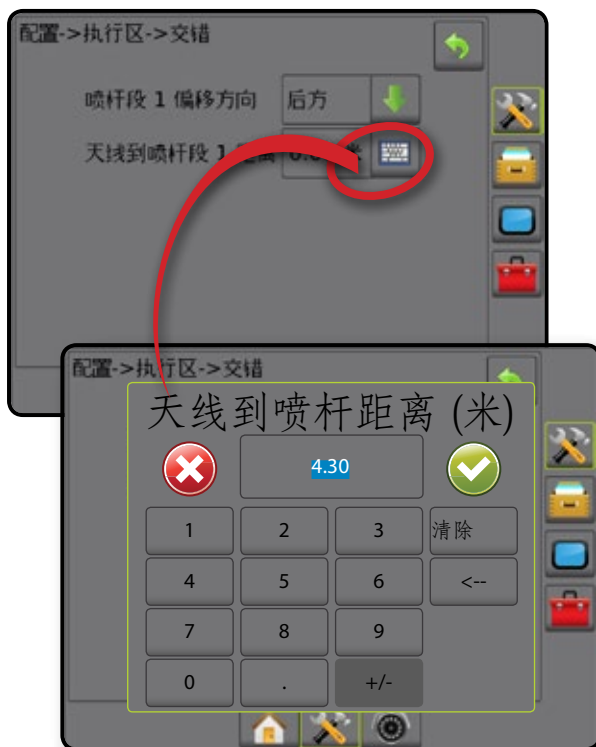 配置->执行区->交错
喷杆段 1 偏移方向 后方
天线到喷杆段 1 距离 米
配置->执行区->交错
天线到喷杆距离 (米)
4.30
1 2 3 清除
4 5 6 <--
7 8 9
0 . +/-